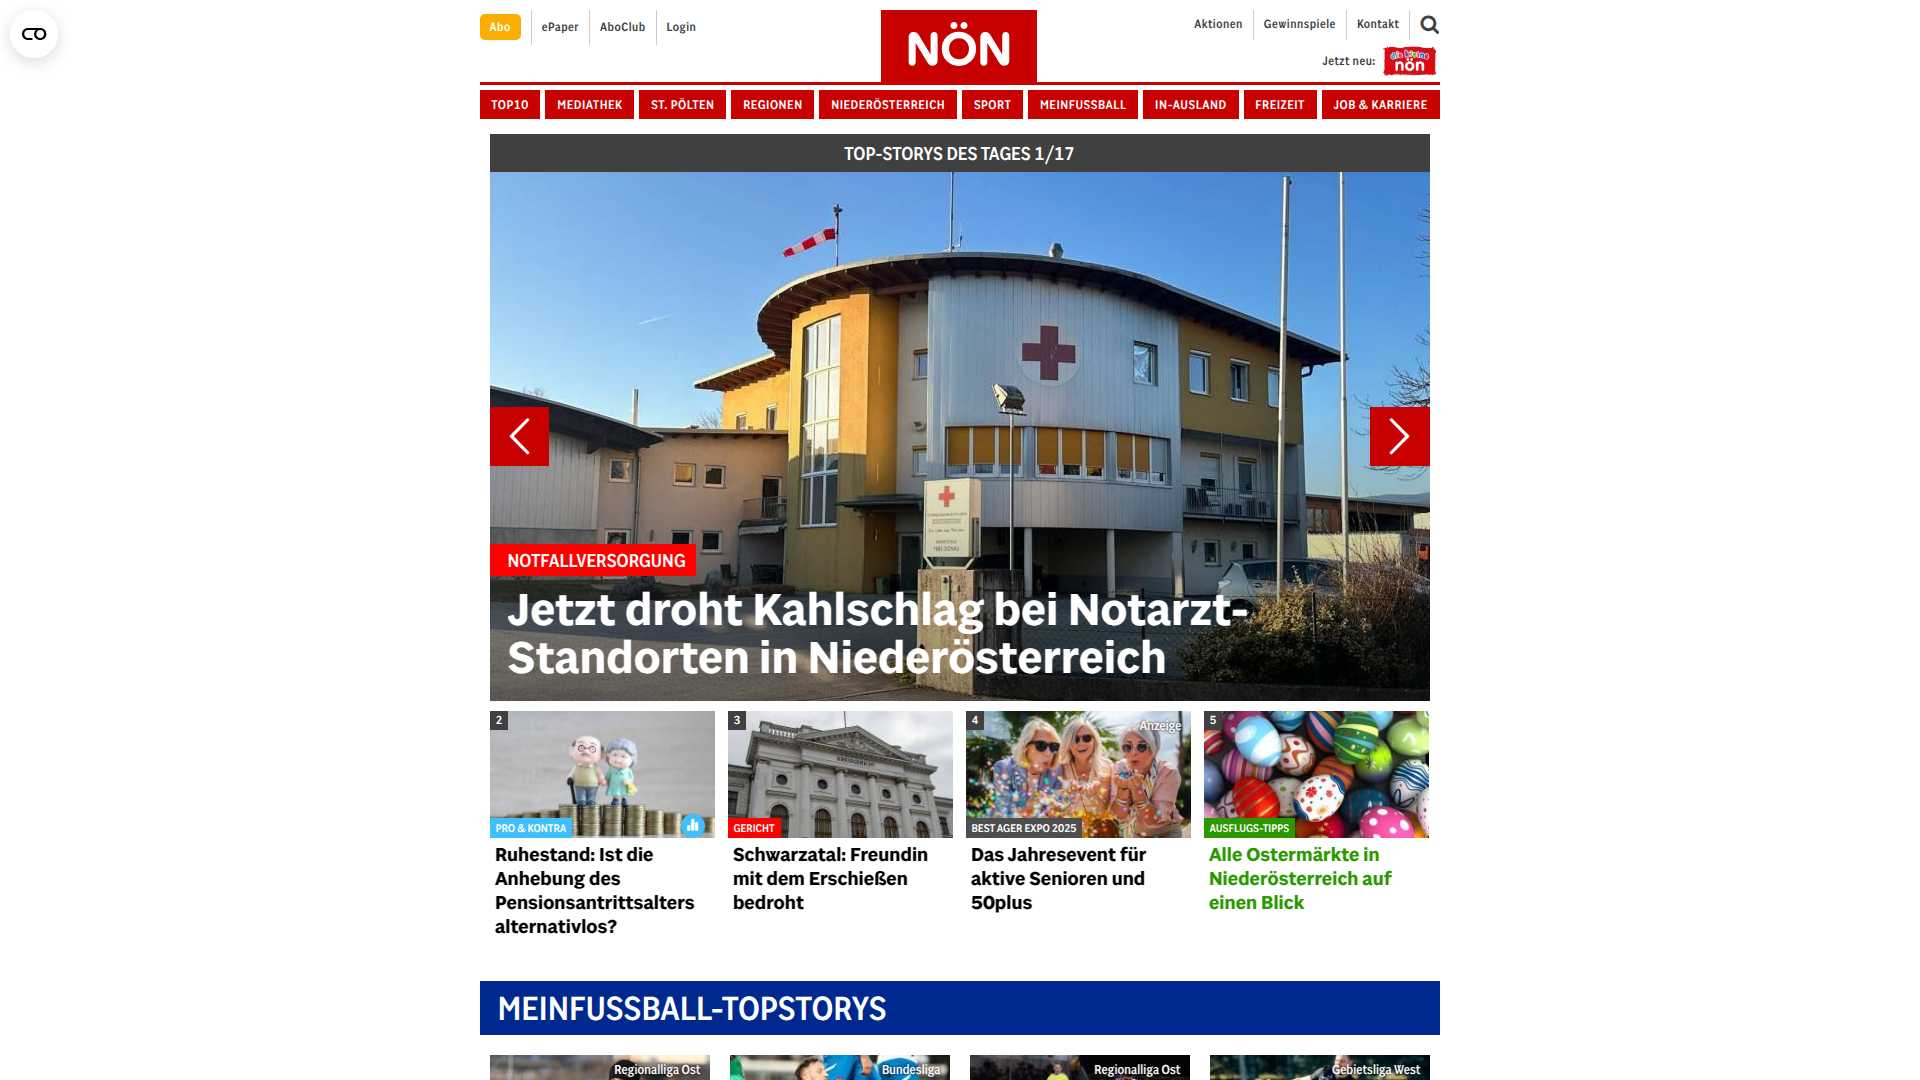 Abo
ePaper
AboClub
Login
NÖN
Aktionen
Gewinnspiele
Kontakt
Jetzt neu:
die kleine
nön
TOP10
MEDIATHEK
ST. PÖLTEN
REGIONEN
NIEDERÖSTERREICH
SPORT
MEINFUSSBALL
IN-AUSLAND
FREIZEIT
JOB & KARRIERE
TOP-STORYS DES TAGES 1/17
NOTFALLVERSORGUNG
Jetzt droht Kahlschlag bei Notarzt-
Standorten in Niederösterreich
2
PRO & KONTRA
Ruhestand: Ist die
Anhebung des
Pensionsantrittsalters
alternativlos?
3
GERICHT
Schwarzatal: Freundin
mit dem Erschießen
bedroht
4
Anzeige
BEST AGER EXPO 2025
Das Jahresevent für
aktive Senioren und
50plus
5
AUSFLUGS-TIPPS
Alle Ostermärkte in
Niederösterreich auf
einen Blick
MEINFUSSBALL-TOPSTORYS
Regionalliga Ost
Bundesliga
Regionalliga Ost
Gebietsliga West